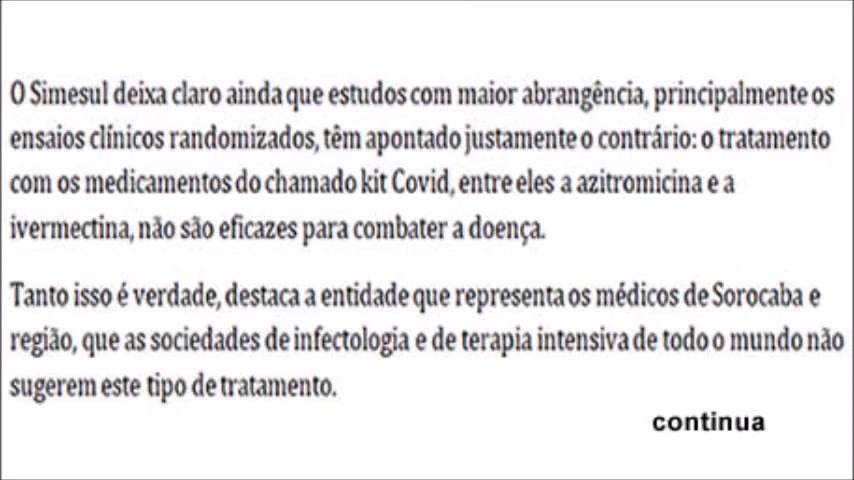 O Simesul deixa claro ainda que estudos com maior abrangência, principalmente os
ensaios clínicos randomizados, têm apontado justamente o contrário: o tratamento
com os medicamentos do chamado kit Covid, entre eles a azitromicina e a
ivermectina, não são eficazes para combater a doença.
Tanto isso é verdade, destaca a entidade que representa os médicos de Sorocaba e
região, que as sociedades de infectologia e de terapia intensiva de todo o mundo não
sugerem este tipo de tratamento.
continua